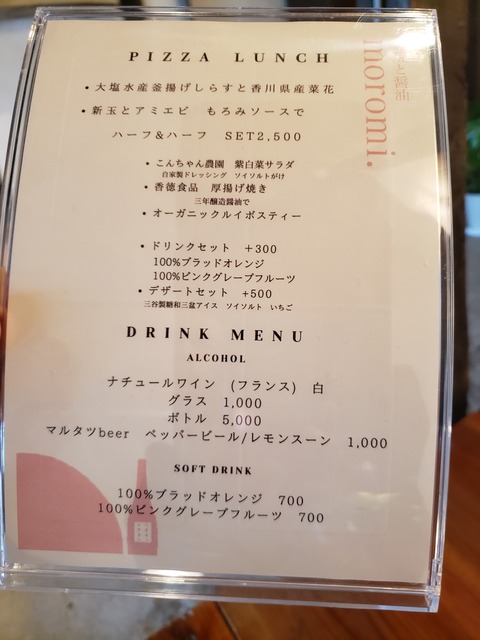 と醤油
moromi.
PIZZA LUNCH
・大塩水産釜揚げしらすと香川県産菜花
・新玉とアミエビ　もろみソースで
ハーフ&ハーフ　SET2,500
・こんちゃん農園　紫白菜サラダ
自家製ドレッシング　ソイソルトがけ
・香徳食品　厚揚げ焼き
三年醸造醤油で
・オーガニックルイボスティー
・ドリンクセット　+300
100%ブラッドオレンジ
100%ピンクグレープフルーツ
・デザートセット　+500
三谷製糖和三盆アイス　ソイソルト　いちご
DRINK MENU
ALCOHOL
ナチュールワイン　(フランス)　白
グラス　1,000
ボトル　5,000
マルタツbeer　ペッパービール/レモンスーン　1,000
SOFT DRINK
100%ブラッドオレンジ　700
100%ピンクグレープフルーツ　700